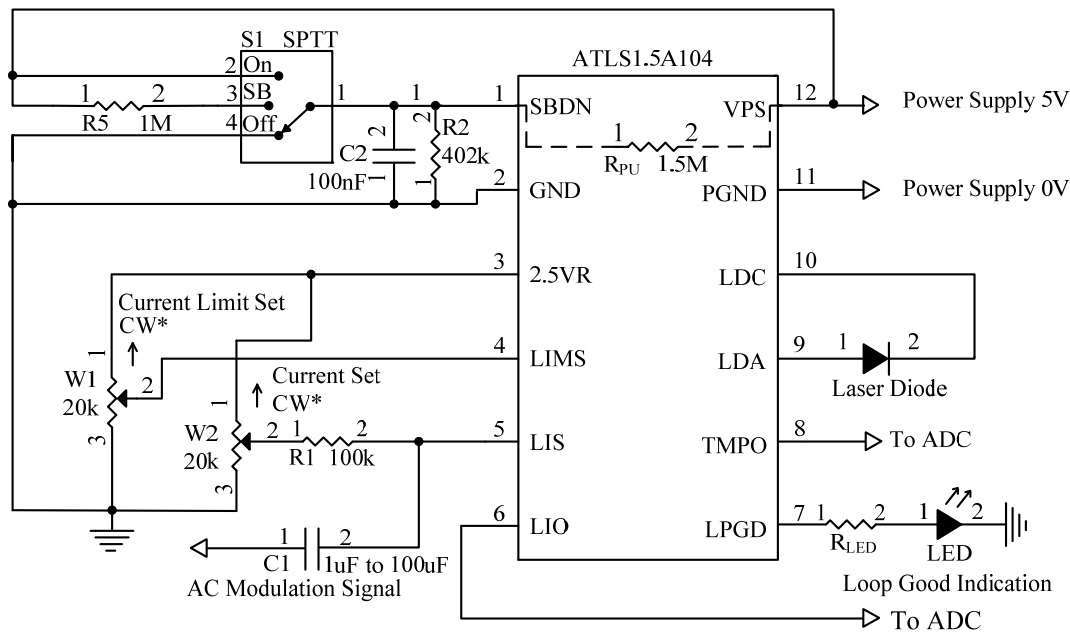 S1 SPTT
ATLS1.5A104
2 On
1 2 3 SB 1 1 1 SBDN VPS 12 Power Supply 5V
R5 1M 4 Off
2 2 R2 1 2
C2 402k RPU 1.5M
100nF 1 1 2 GND PGND 11 Power Supply 0V
3 2.5VR LDC 10
Current Limit Set
CW*
1 4 LIMS LDA 9 1 2
W1 2 Current Set Laser Diode
20k CW*
1
3 W2 2 1 2 5 LIS TMPO 8 To ADC
20k R1 100k
3
6 LIO LPGD 7 1 2 1 2
RLED LED
1 2
C1 1uF to 100uF
AC Modulation Signal
Loop Good Indication
To ADC